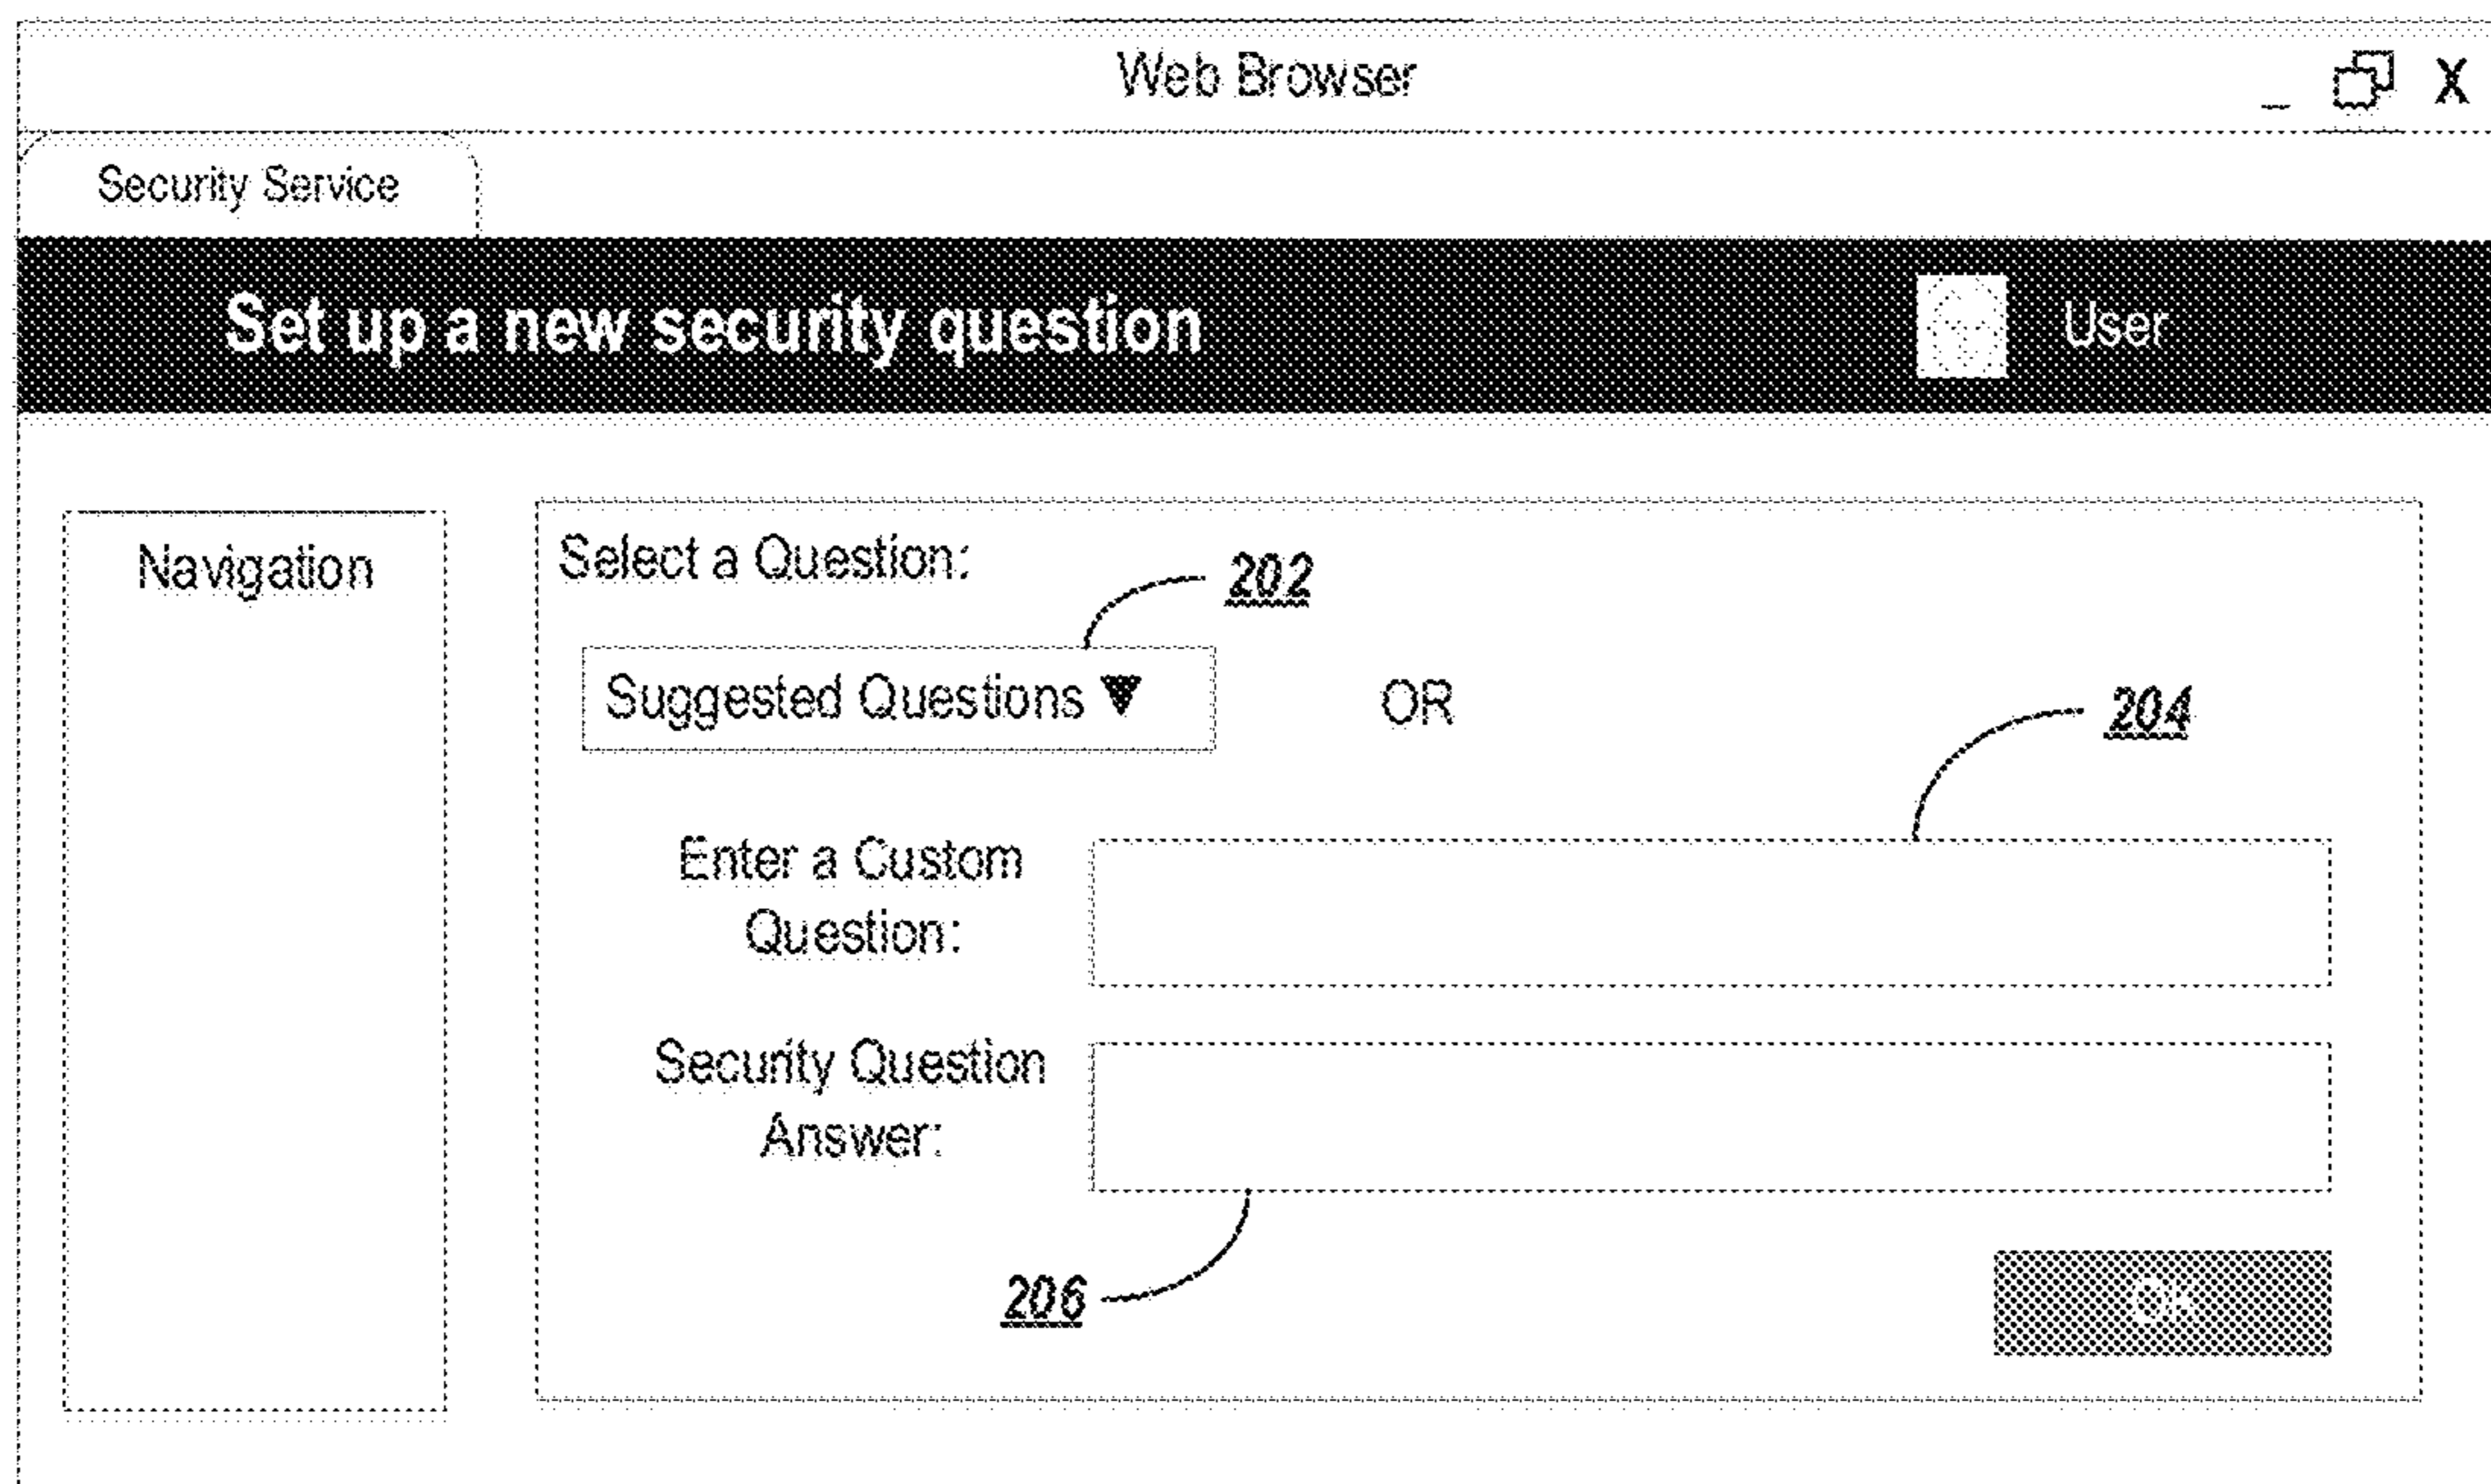 Web Browser
_ X
Security Service
Set up a new security question
User
Navigation
Select a Question:
202
Suggested Questions ▼
OR
204
Enter a Custom
Question:
Security Question
Answer:
206
OK